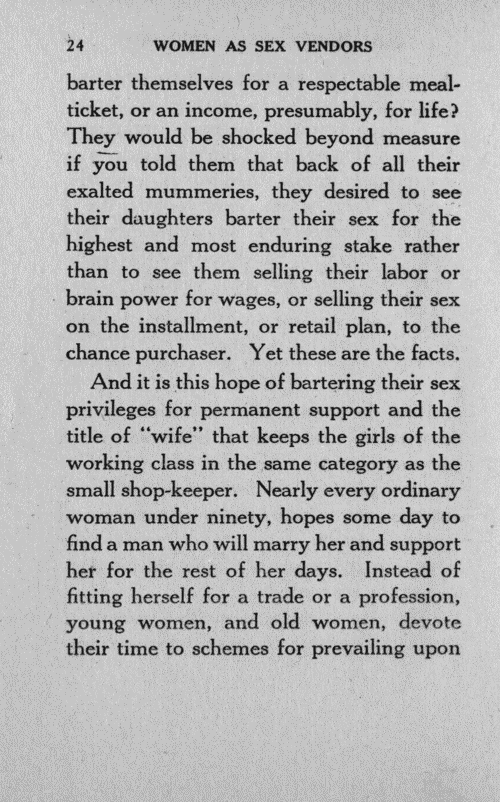 24 WOMEN AS SEX VENDORS
barter themselves for a respectable meal-
ticket, or an income, presumably, for life?
They would be shocked beyond measure
if you told them that back of all their
exalted mummeries, they desired to see
their daughters barter their sex for the
highest and most enduring stake rather
than to see them selling their labor or
brain power for wages, or selling their sex
on the installment, or retail plan, to the
chance purchaser. Yet these are the facts.
And it is this hope of bartering their sex
privileges for permanent support and the
title of "wife" that keeps the girls of the
working class in the same category as the
small shop-keeper. Nearly every ordinary
woman under ninety, hopes some day to
find a man who will marry her and support
her for the rest of her days. Instead of
fitting herself for a trade or a profession,
young women, and old women, devote
their time to schemes for prevailing upon